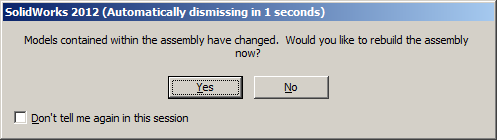 SolidWorks 2012 (Automatically dismissing in 1 seconds)
Models contained within the assembly have changed.  Would you like to rebuild the assembly
now?
Yes
No
Don't tell me again in this session